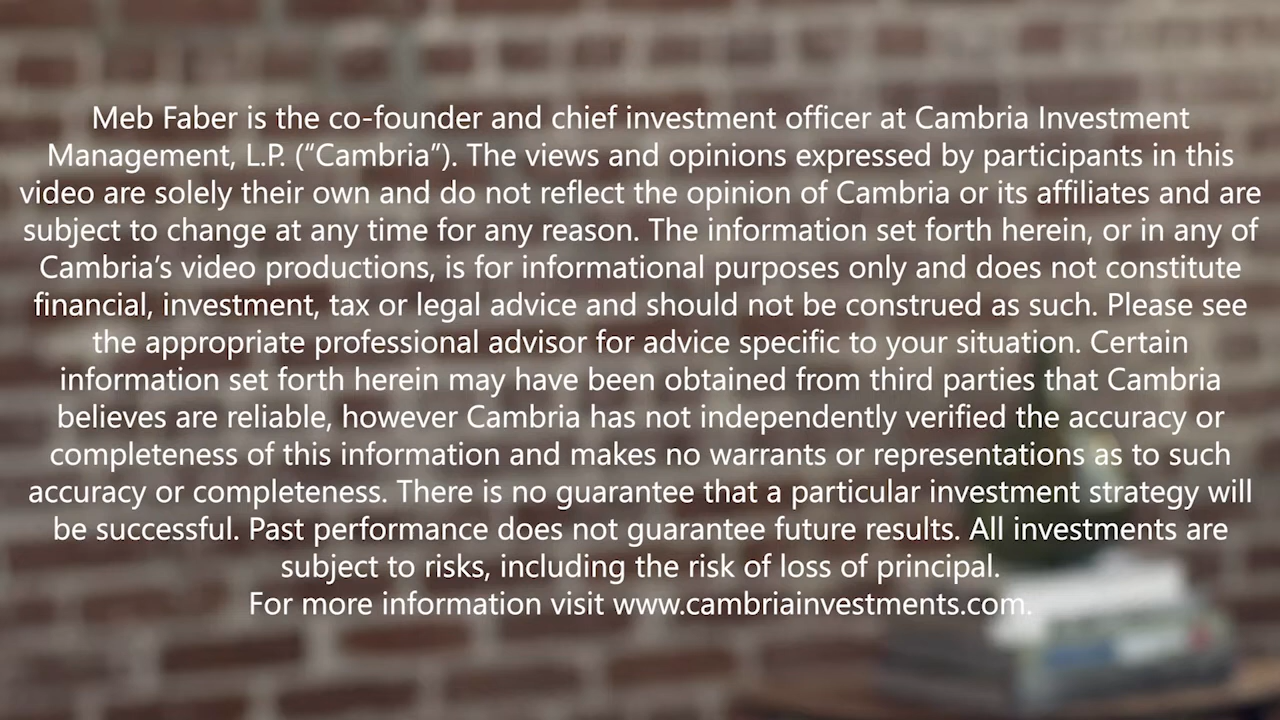 Meb Faber is the co-founder and chief investment officer at Cambria Investment
Management, L.P. (“Cambria”). The views and opinions expressed by participants in this
video are solely their own and do not reflect the opinion of Cambria or its affiliates and are
subject to change at any time for any reason. The information set forth herein, or in any of
Cambria’s video productions, is for informational purposes only and does not constitute
financial, investment, tax or legal advice and should not be construed as such. Please see
the appropriate professional advisor for advice specific to your situation. Certain
information set forth herein may have been obtained from third parties that Cambria
believes are reliable, however Cambria has not independently verified the accuracy or
completeness of this information and makes no warrants or representations as to such
accuracy or completeness. There is no guarantee that a particular investment strategy will
be successful. Past performance does not guarantee future results. All investments are
subject to risks, including the risk of loss of principal.
For more information visit www.cambriainvestments.com.